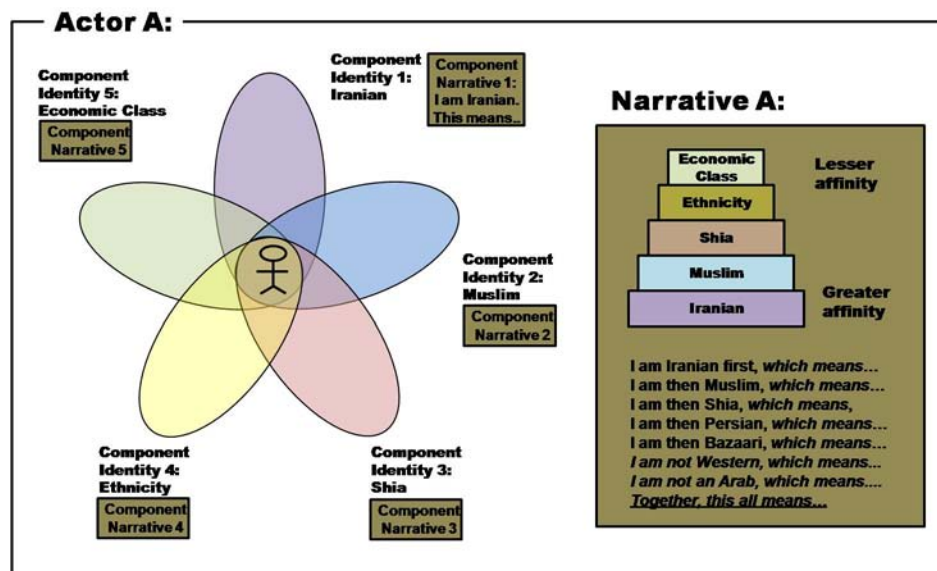 Actor A:
Component
Identity 5:
Economic Class
Component
Narrative 5
Component
Identity 1:
Iranian
Component
Narrative 1:
I am Iranian.
This means..
Component
Identity 2:
Muslim
Component
Narrative 2
Component
Identity 4:
Ethnicity
Component
Narrative 4
Component
Identity 3:
Shia
Component
Narrative 3
Narrative A:
Economic
Class
Lesser
affinity
Ethnicity
Shia
Muslim
Iranian
Greater
affinity
I am Iranian first, which means…
I am then Muslim, which means…
I am then Shia, which means,
I am then Persian, which means…
I am then Bazaari, which means…
I am not Western, which means...
I am not an Arab, which means....
Together, this all means…